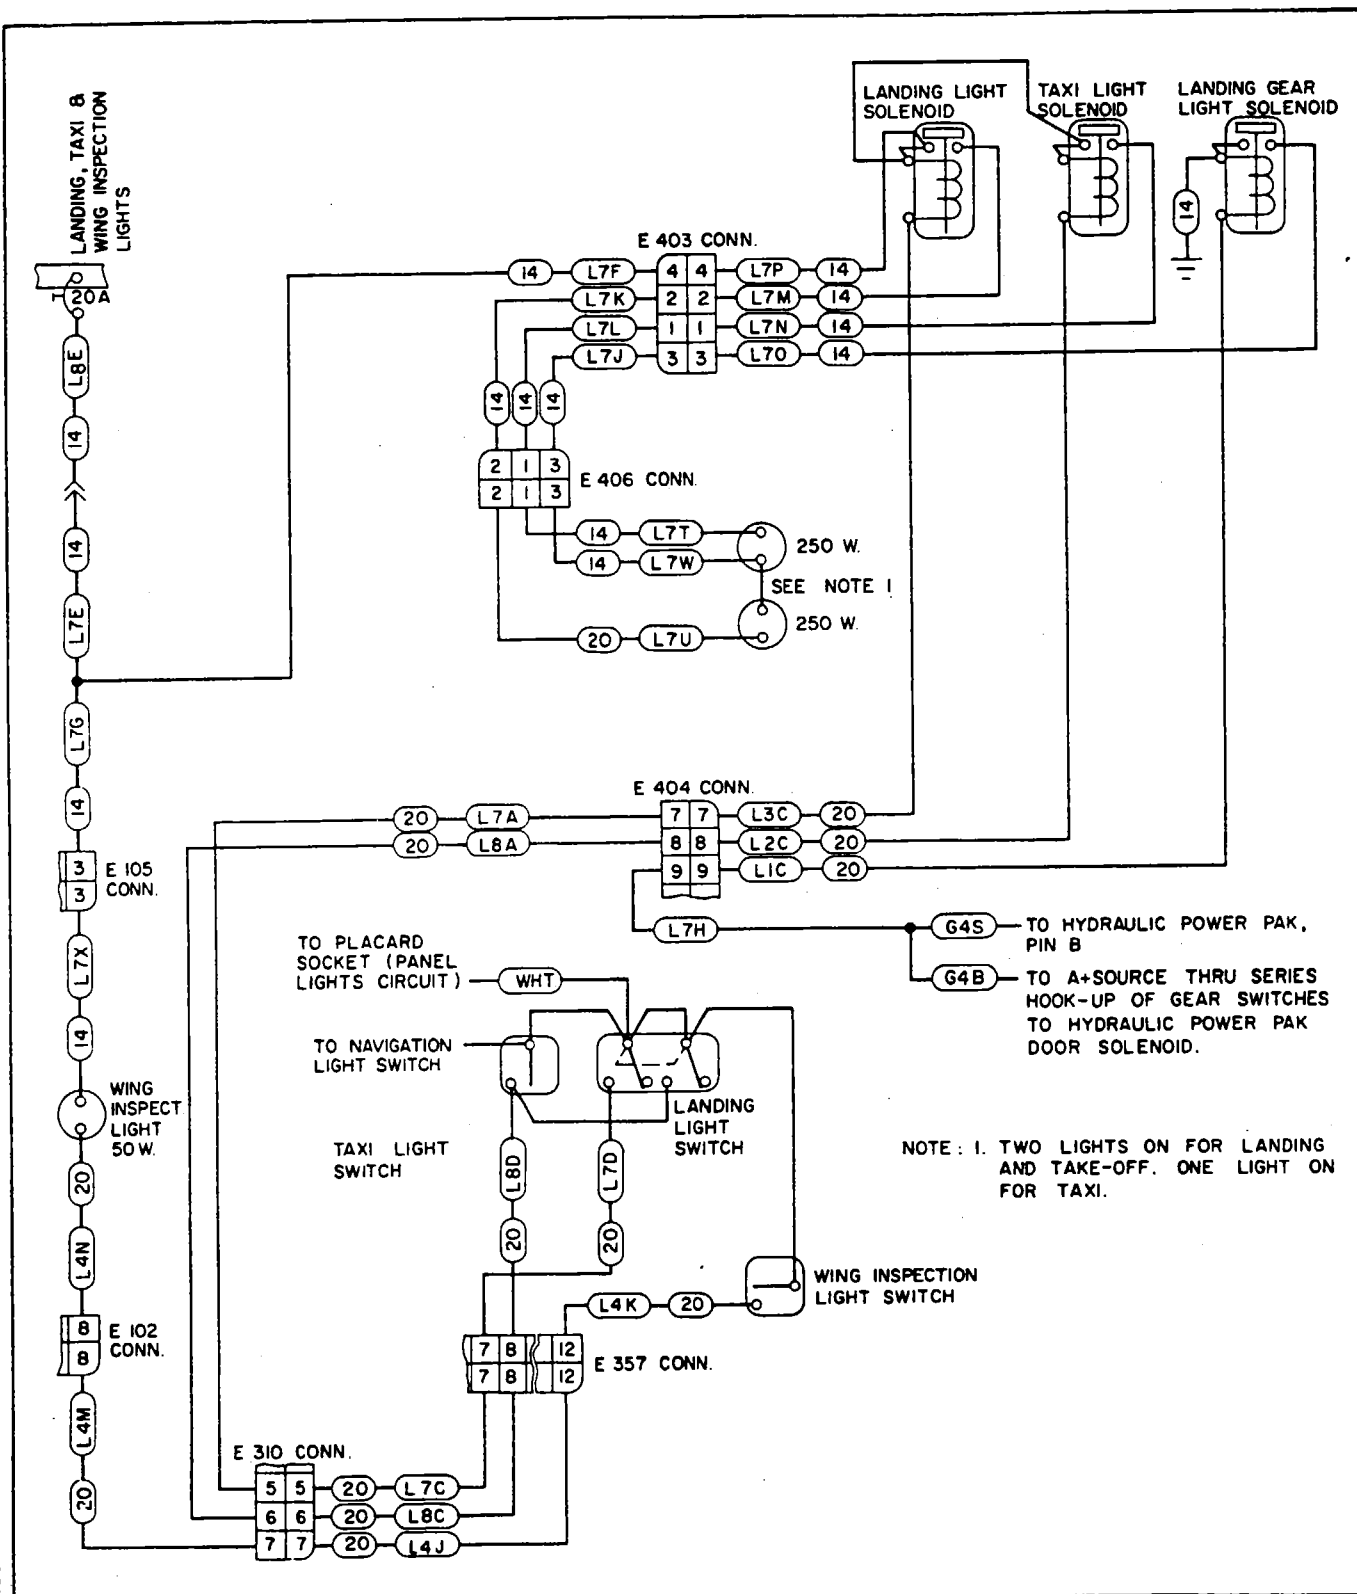 LANDING, TAXI &
WING INSPECTION
LIGHTS
20A
L8E
14
14
L7E
L7G
14
3
3
E 105
CONN.
L7X
14
WING
INSPECT
LIGHT
50 W.
20
L4N
8
8
E 102
CONN.
L4M
20
LANDING LIGHT
SOLENOID
TAXI LIGHT
SOLENOID
LANDING GEAR
LIGHT SOLENOID
14
E 403 CONN.
14 L7F 4 4 L7P 14
L7K 2 2 L7M 14
L7L 1 1 L7N 14
L7J 3 3 L7O 14
14 14 14
2 1 3
2 1 3
E 406 CONN.
14 L7T
250 W.
14 L7W
SEE NOTE 1
250 W.
20 L7U
E 404 CONN.
20 L7A 7 7 L3C 20
20 L8A 8 8 L2C 20
9 9 L1C 20
L7H
G4S TO HYDRAULIC POWER PAK,
PIN B
G4B TO A+SOURCE THRU SERIES
HOOK-UP OF GEAR SWITCHES
TO HYDRAULIC POWER PAK
DOOR SOLENOID.
TO PLACARD
SOCKET (PANEL
LIGHTS CIRCUIT) WHT
TO NAVIGATION
LIGHT SWITCH
LANDING
LIGHT
SWITCH
TAXI LIGHT
SWITCH
L8D
L7D
20
20
NOTE: 1. TWO LIGHTS ON FOR LANDING
AND TAKE-OFF. ONE LIGHT ON
FOR TAXI.
WING INSPECTION
LIGHT SWITCH
L4K 20
7 8 12
7 8 12
E 357 CONN.
E 310 CONN.
5 5 20 L7C
6 6 20 L8C
7 7 20 L4J